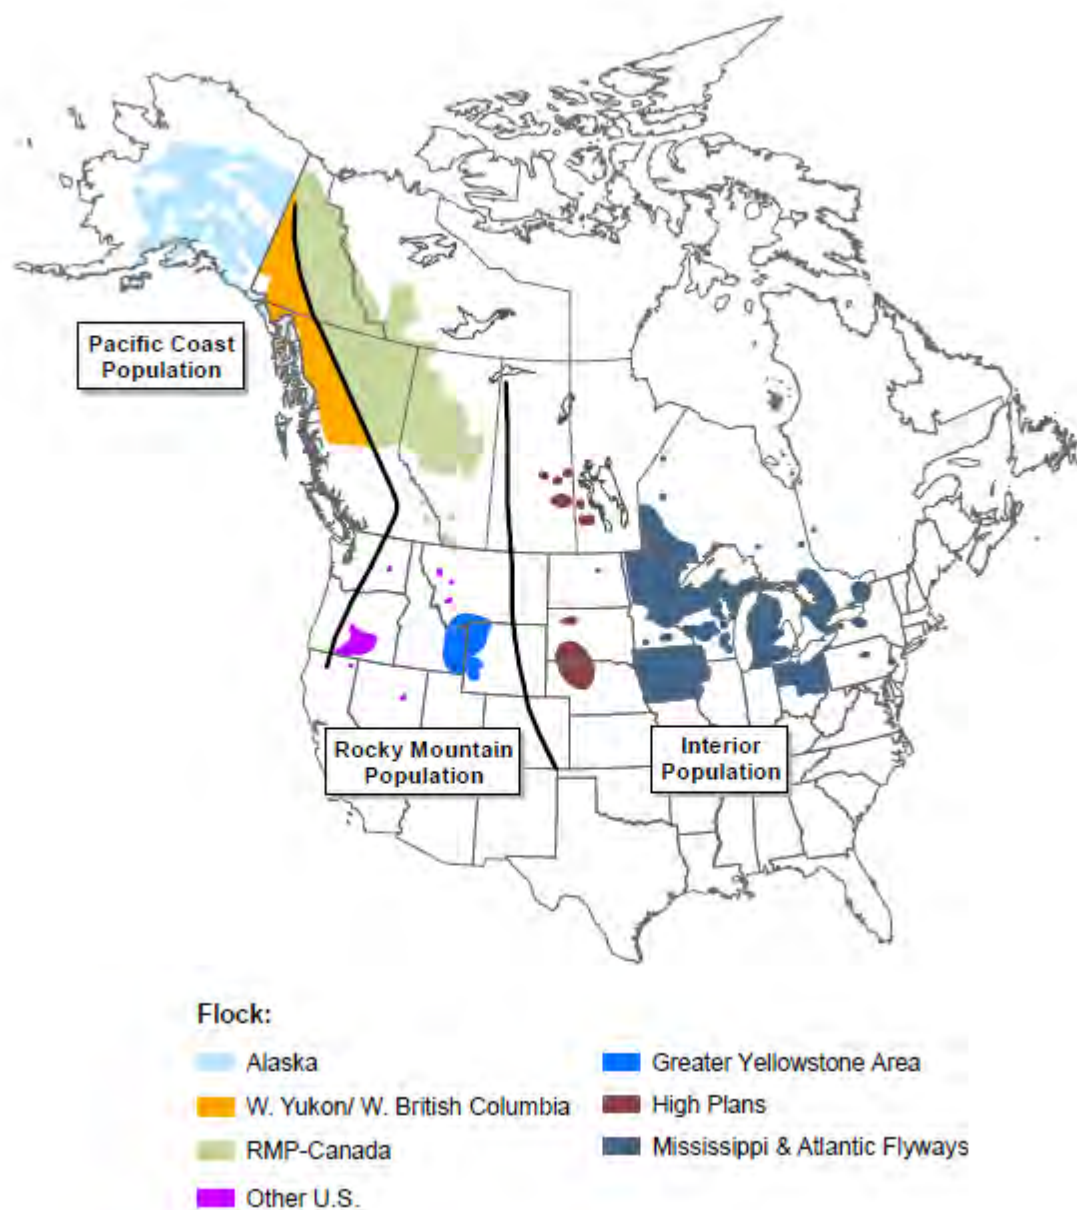 Pacific Coast
Population
Rocky Mountain
Population
Interior
Population
Flock:
Alaska
W. Yukon/ W. British Columbia
RMP-Canada
Other U.S.
Greater Yellowstone Area
High Plans
Mississippi & Atlantic Flyways